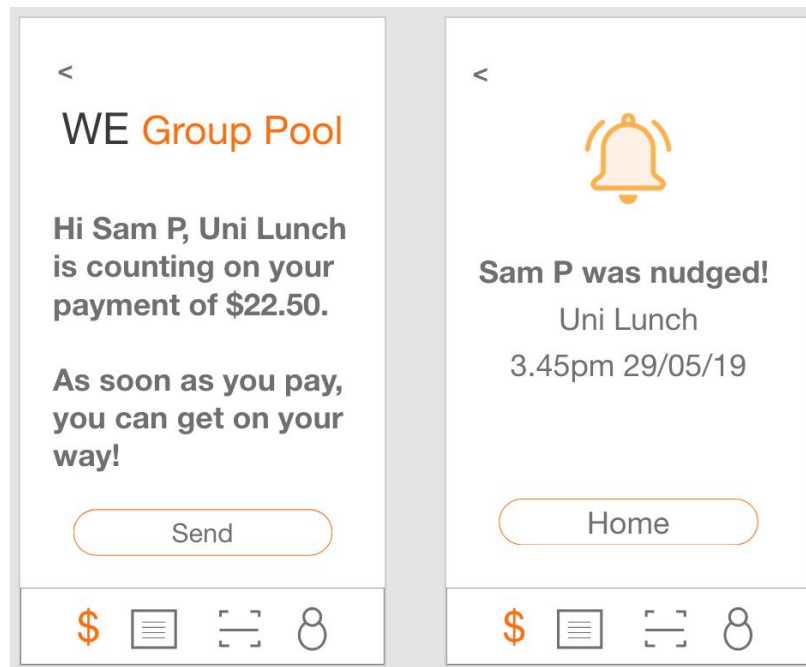 <
WE Group Pool
Hi Sam P, Uni Lunch
is counting on your
payment of $22.50.
As soon as you pay,
you can get on your
way!
Send
$
<
Sam P was nudged!
Uni Lunch
3.45pm 29/05/19
Home
$